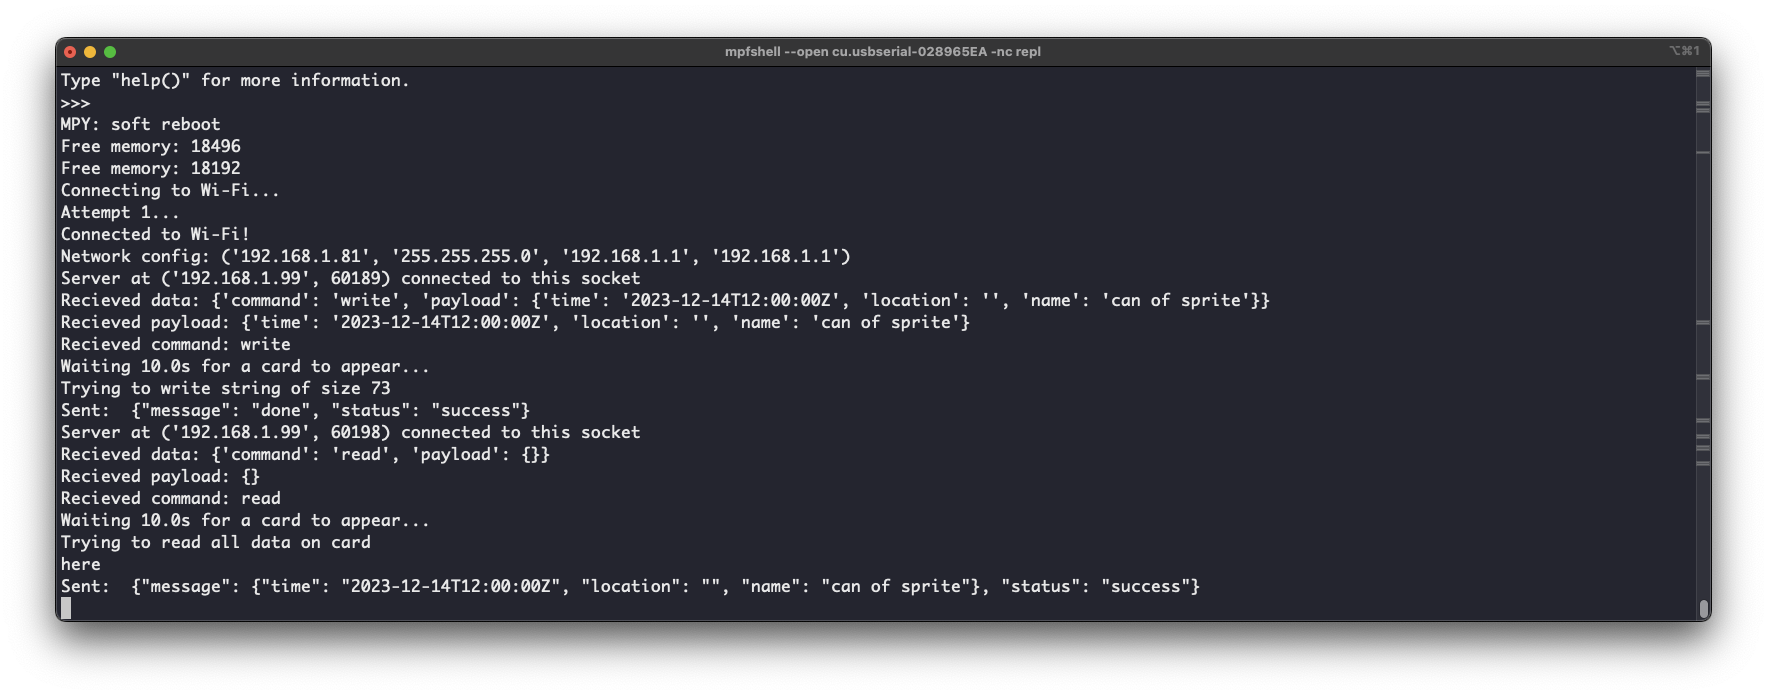 mpfshell --open cu.usbserial-028965EA -nc repl
⌥⌘1
Type "help()" for more information.
>>>
MPY: soft reboot
Free memory: 18496
Free memory: 18192
Connecting to Wi-Fi...
Attempt 1...
Connected to Wi-Fi!
Network config: ('192.168.1.81', '255.255.255.0', '192.168.1.1', '192.168.1.1')
Server at ('192.168.1.99', 60189) connected to this socket
Recieved data: {'command': 'write', 'payload': {'time': '2023-12-14T12:00:00Z', 'location': '', 'name': 'can of sprite'}}
Recieved payload: {'time': '2023-12-14T12:00:00Z', 'location': '', 'name': 'can of sprite'}
Recieved command: write
Waiting 10.0s for a card to appear...
Trying to write string of size 73
Sent:  {"message": "done", "status": "success"}
Server at ('192.168.1.99', 60198) connected to this socket
Recieved data: {'command': 'read', 'payload': {}}
Recieved payload: {}
Recieved command: read
Waiting 10.0s for a card to appear...
Trying to read all data on card
here
Sent:  {"message": {"time": "2023-12-14T12:00:00Z", "location": "", "name": "can of sprite"}, "status": "success"}